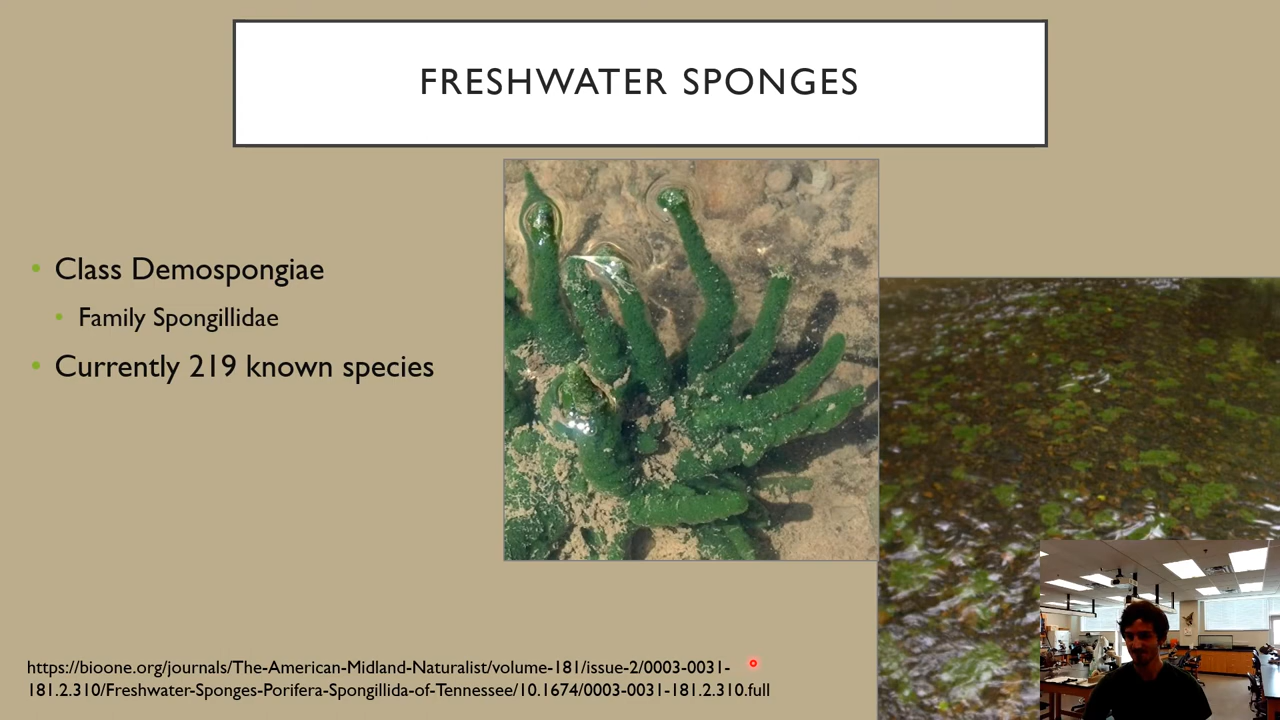 FRESHWATER SPONGES
• Class Demospongiae
• Family Spongillidae
• Currently 219 known species
https://bioone.org/journals/The-American-Midland-Naturalist/volume-181/issue-2/0003-0031-
181.2.310/Freshwater-Sponges-Porifera-Spongillida-of-Tennessee/10.1674/0003-0031-181.2.310.full